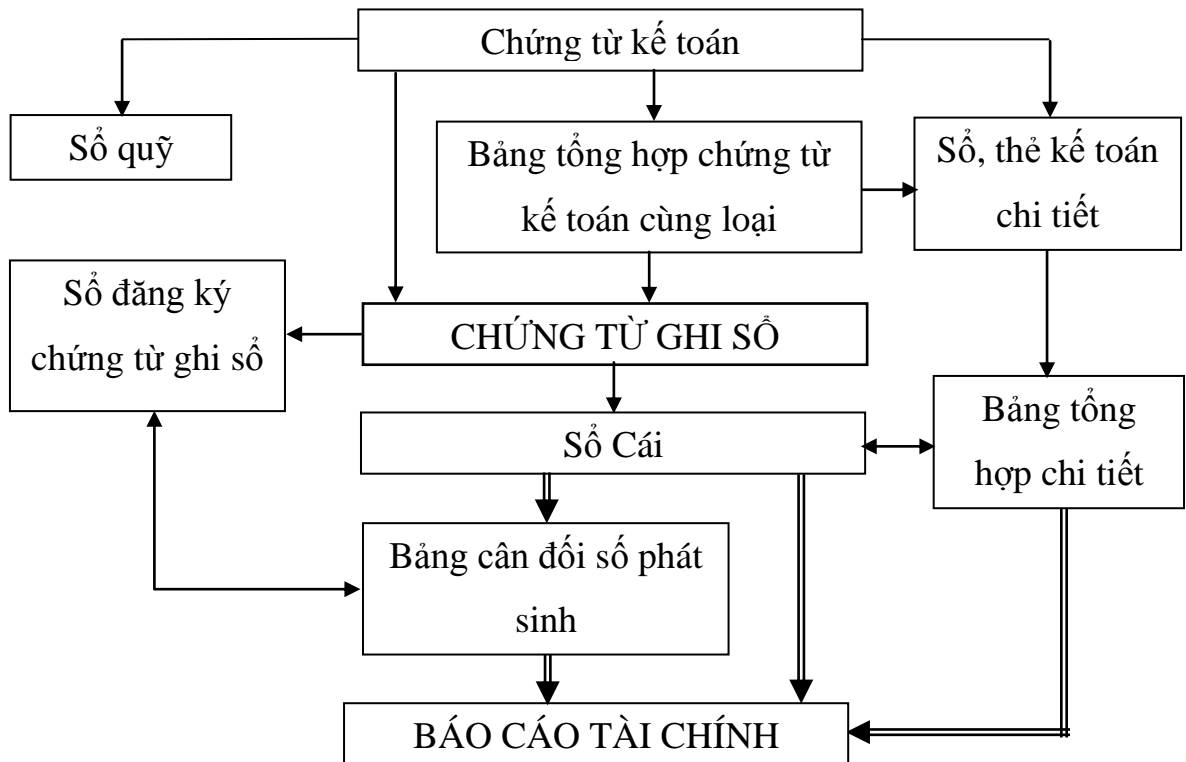 Chứng từ kế toán
Sổ quỹ
Bảng tổng hợp chứng từ
kế toán cùng loại
Sổ, thẻ kế toán
chi tiết
Sổ đăng ký
chứng từ ghi sổ
CHỨNG TỪ GHI SỔ
Sổ Cái
Bảng tổng
hợp chi tiết
Bảng cân đối số phát
sinh
BÁO CÁO TÀI CHÍNH